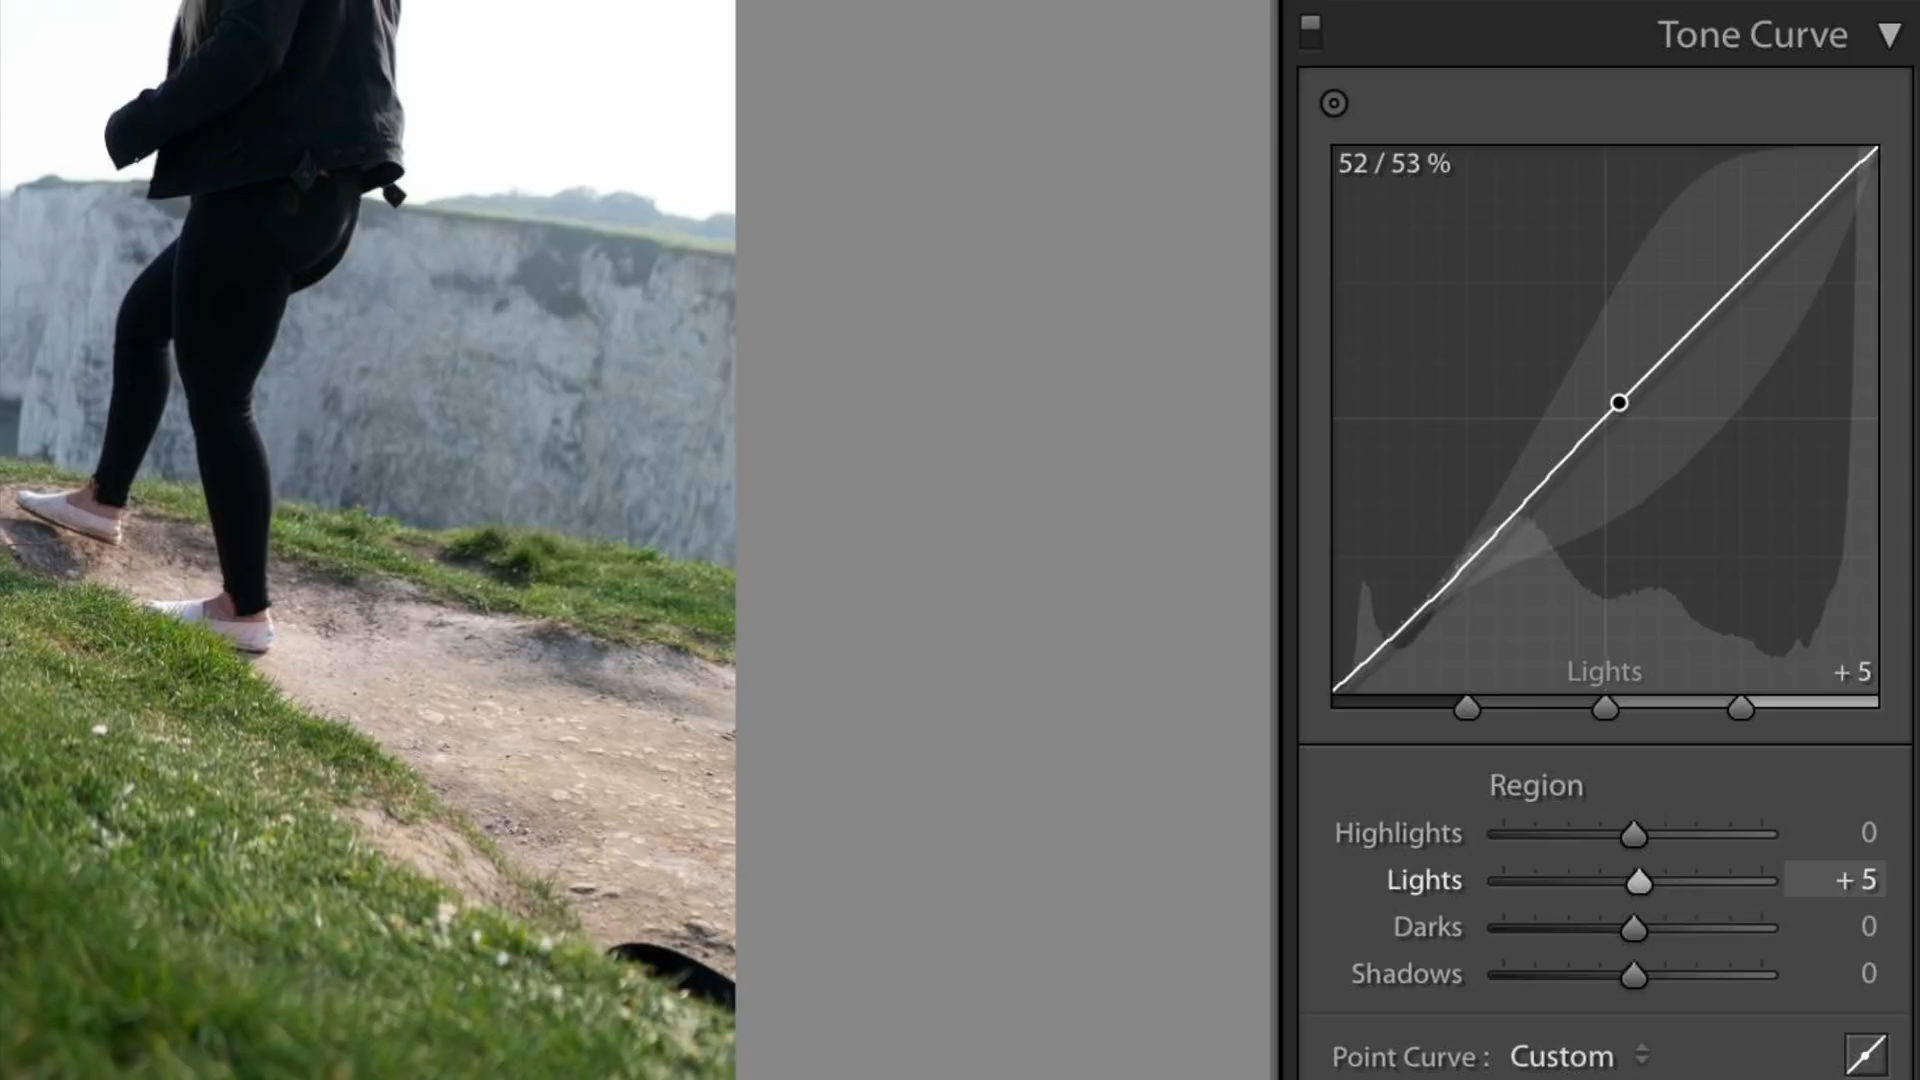 Tone Curve
52 / 53 %
Lights + 5
Region
Highlights 0
Lights + 5
Darks 0
Shadows 0
Point Curve : Custom